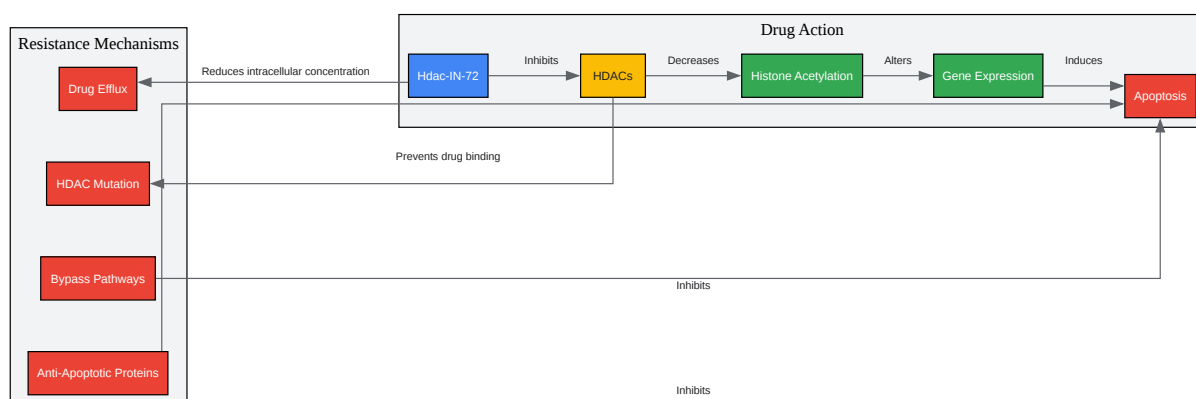 Resistance Mechanisms
Drug Efflux
HDAC Mutation
Bypass Pathways
Anti-Apoptotic Proteins
Drug Action
Hdac-IN-72
Inhibits
HDACs
Decreases
Histone Acetylation
Alters
Gene Expression
Induces
Apoptosis
Reduces intracellular concentration
Prevents drug binding
Inhibits
Inhibits